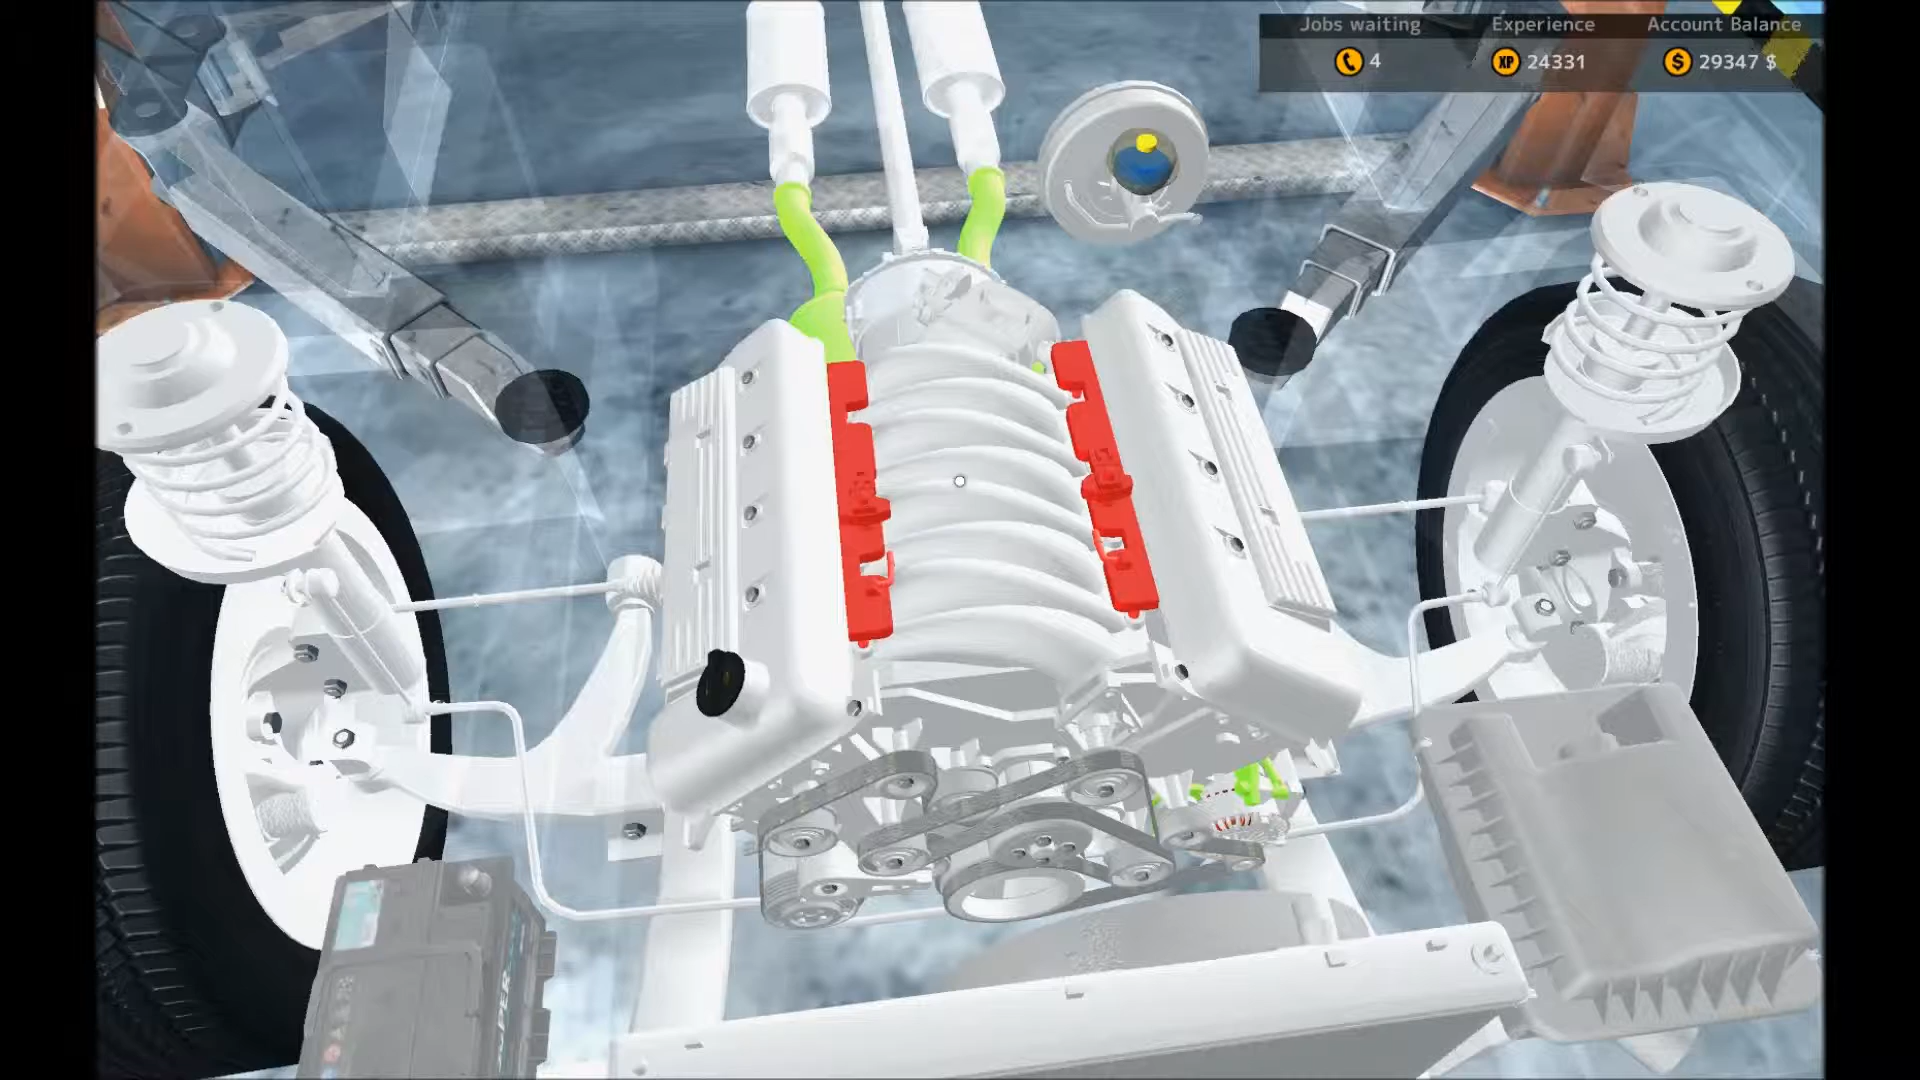 Jobs waiting Experience Account Balance
4 XP 24331 $ 29347 $